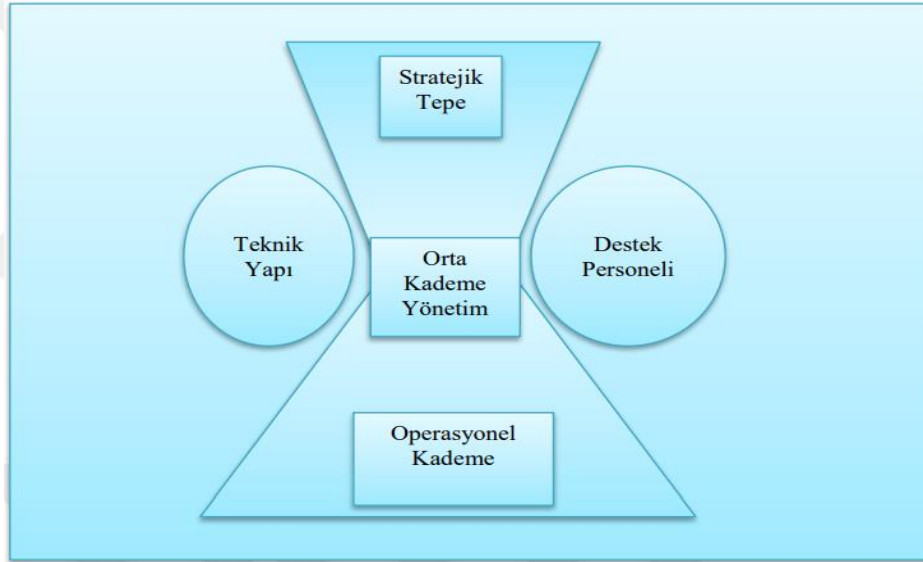 Stratejik
Tepe
Teknik
Yapı
Orta
Kademe
Yönetim
Destek
Personeli
Operasyonel
Kademe